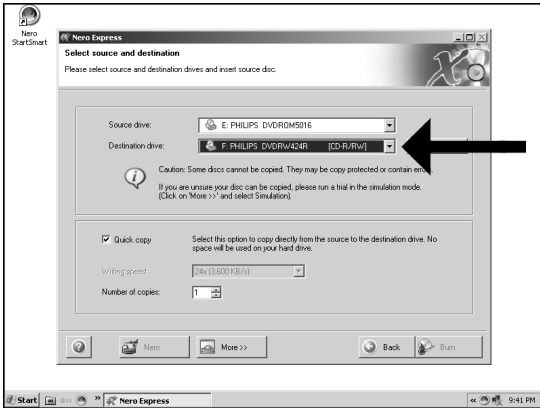 Nero
StartSmart
Nero Express
Select source and destination
Please select source and destination drives and insert source disc.
Source drive:
E: PHILIPS DVDROM5016
Destination drive:
F: PHILIPS DVDRW424R [CD-R/RW]
Caution: Some discs cannot be copied. They may be copy protected or contain
If you are unsure your disc can be copied, please run a trial in the simulation mode.
(Click on 'More >>' and select Simulation).
Quick copy
Select this option to copy directly from the source to the destination drive. No
space will be used on your hard drive.
Writing speed:
24x (3,600 KB/s)
Number of copies:
1
Nero
More >>
Back
Burn
Start
»
Nero Express
«
9:41 PM